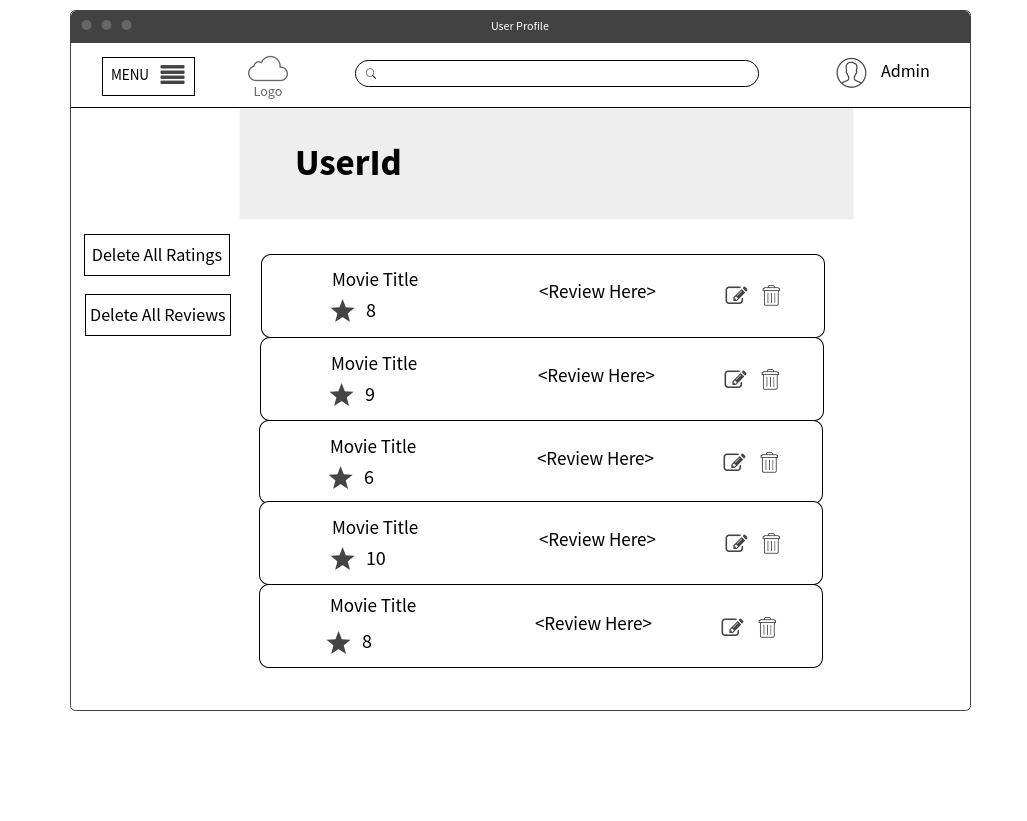 User Profile
MENU
Logo
Admin
UserId
Delete All Ratings
Delete All Reviews
Movie Title
8
<Review Here>
Movie Title
9
<Review Here>
Movie Title
6
<Review Here>
Movie Title
10
<Review Here>
Movie Title
8
<Review Here>